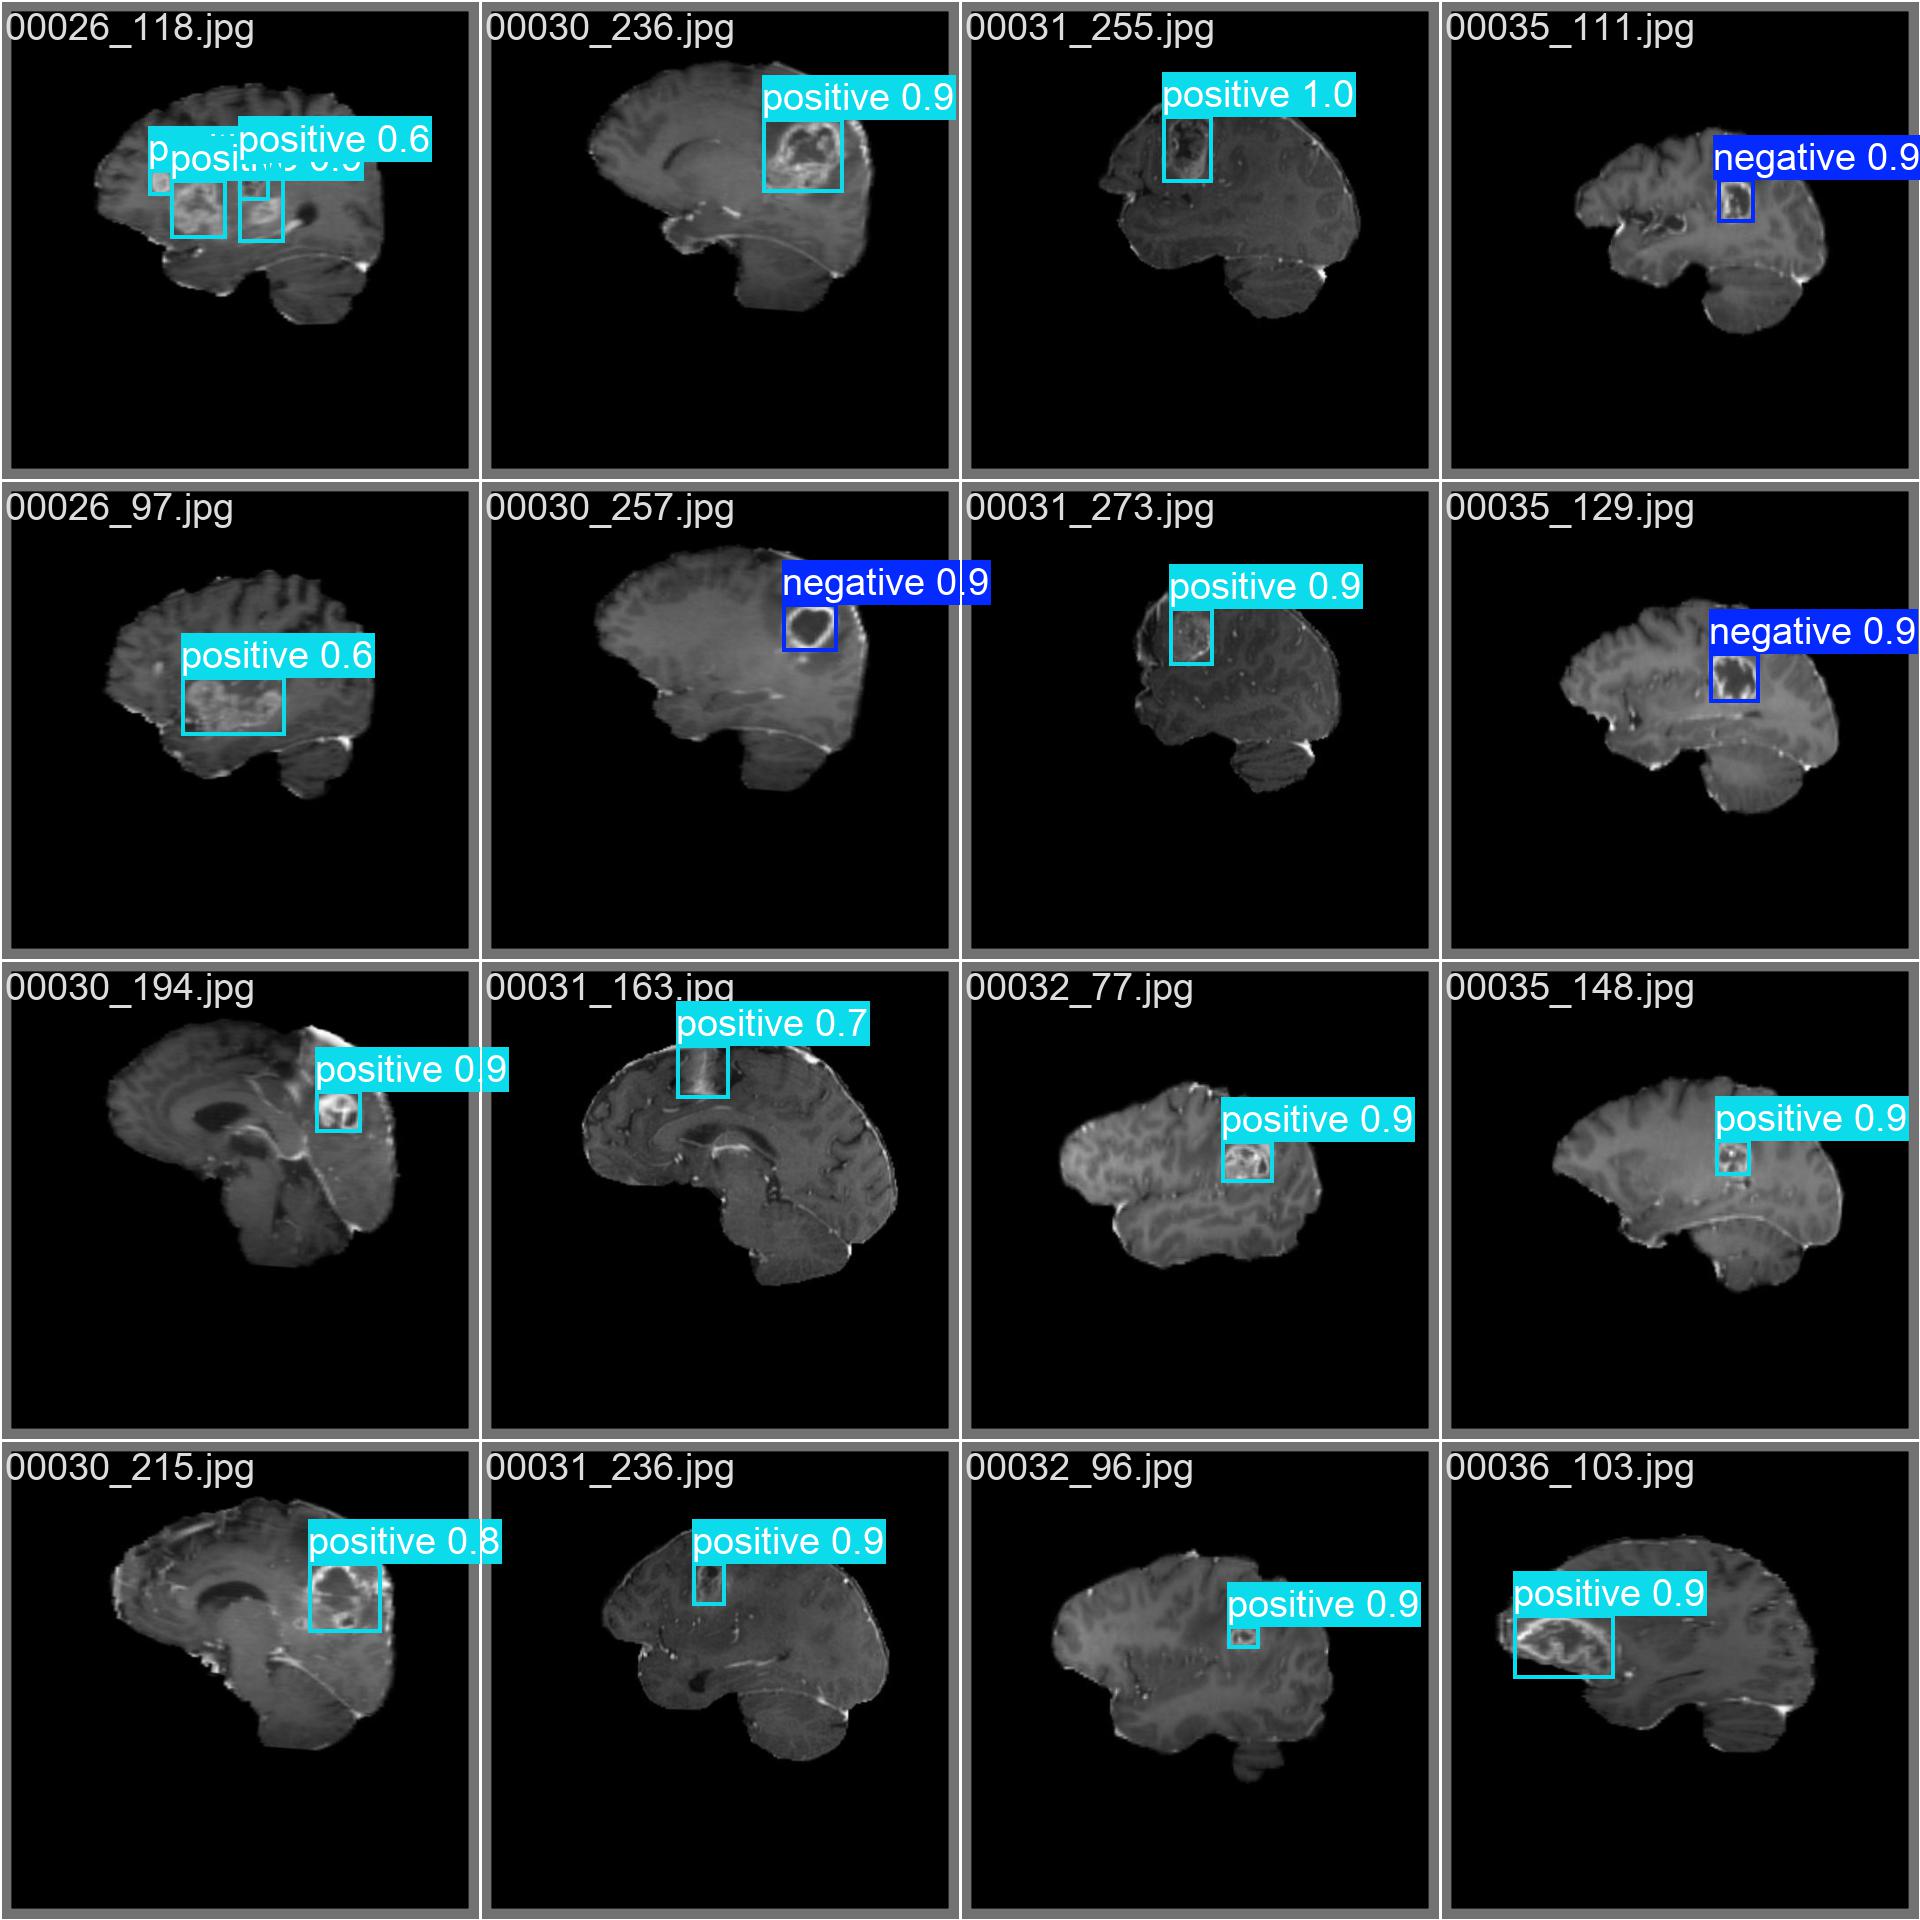 00026_118.jpg
positive 0.6
00030_236.jpg
positive 0.9
00031_255.jpg
positive 1.0
00035_111.jpg
negative 0.9
00026_97.jpg
positive 0.6
00030_257.jpg
negative 0.9
00031_273.jpg
positive 0.9
00035_129.jpg
negative 0.9
00030_194.jpg
positive 0.9
00031_163.jpg
positive 0.7
00032_77.jpg
positive 0.9
00035_148.jpg
positive 0.9
00030_215.jpg
positive 0.8
00031_236.jpg
positive 0.9
00032_96.jpg
positive 0.9
00036_103.jpg
positive 0.9